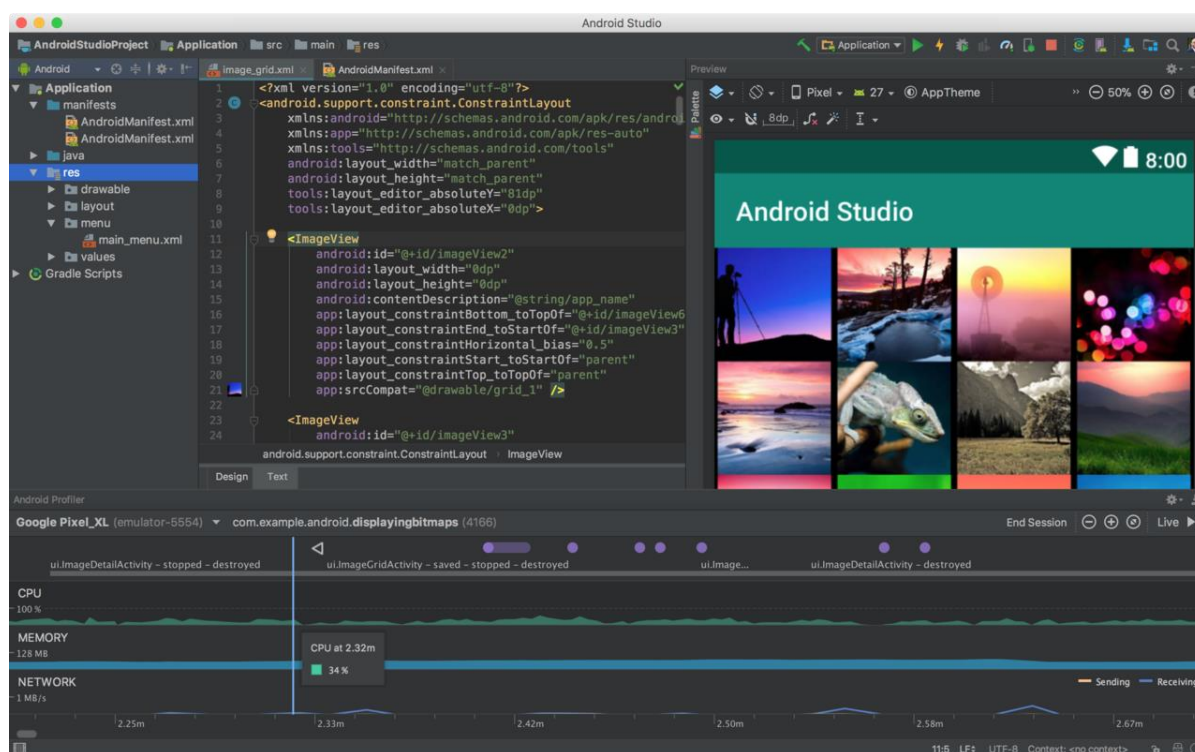 Android Studio
AndroidStudioProject Application src main res
Application
Android
image_grid.xml
AndroidManifest.xml
Application
manifests
AndroidManifest.xml
AndroidManifest.xml
java
res
drawable
layout
menu
main_menu.xml
values
Gradle Scripts
1 <?xml version="1.0" encoding="utf-8"?>
2 <android.support.constraint.ConstraintLayout
3 xmlns:android="http://schemas.android.com/apk/res/androi
4 xmlns:app="http://schemas.android.com/apk/res-auto"
5 xmlns:tools="http://schemas.android.com/tools"
6 android:layout_width="match_parent"
7 android:layout_height="match_parent"
8 tools:layout_editor_absoluteY="81dp"
9 tools:layout_editor_absoluteX="0dp">
10
11 <ImageView
12 android:id="@+id/imageView2"
13 android:layout_width="0dp"
14 android:layout_height="0dp"
15 android:contentDescription="@string/app_name"
16 app:layout_constraintBottom_toTopOf="@+id/imageView6
17 app:layout_constraintEnd_toStartOf="@+id/imageView3"
18 app:layout_constraintHorizontal_bias="0.5"
19 app:layout_constraintStart_toStartOf="parent"
20 app:layout_constraintTop_toTopOf="parent"
21 app:srcCompat="@drawable/grid_1" />
22
23 <ImageView
24 android:id="@+id/imageView3"
android.support.constraint.ConstraintLayout › ImageView
Design Text
Preview
Palette
Pixel 27 AppTheme 50%
8dp
8:00
Android Studio
Android Profiler
Google Pixel_XL (emulator-5554) com.example.android.displayingbitmaps (4166)
End Session Live
ui.ImageDetailActivity – stopped – destroyed
ui.ImageGridActivity – saved – stopped – destroyed
ui.Image...
ui.ImageDetailActivity – destroyed
CPU
100 %
MEMORY
128 MB
CPU at 2.32m
34 %
NETWORK
1 MB/s
Sending Receiving
2.25m 2.33m 2.42m 2.50m 2.58m 2.67m
11:5 LF÷ UTF-8 Context: <no context>